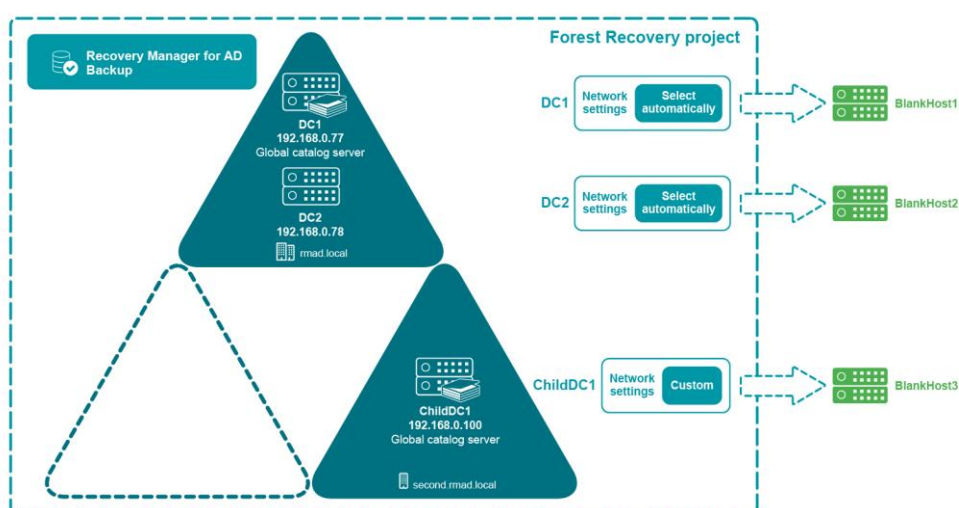 Recovery Manager for AD
Backup
Forest Recovery project
DC1
192.168.0.77
Global catalog server
DC2
192.168.0.78
rmad.local
ChildDC1
192.168.0.100
Global catalog server
second.rmad.local
DC1
Network
settings
Select
automatically
BlankHost1
DC2
Network
settings
Select
automatically
BlankHost2
ChildDC1
Network
settings
Custom
BlankHost3